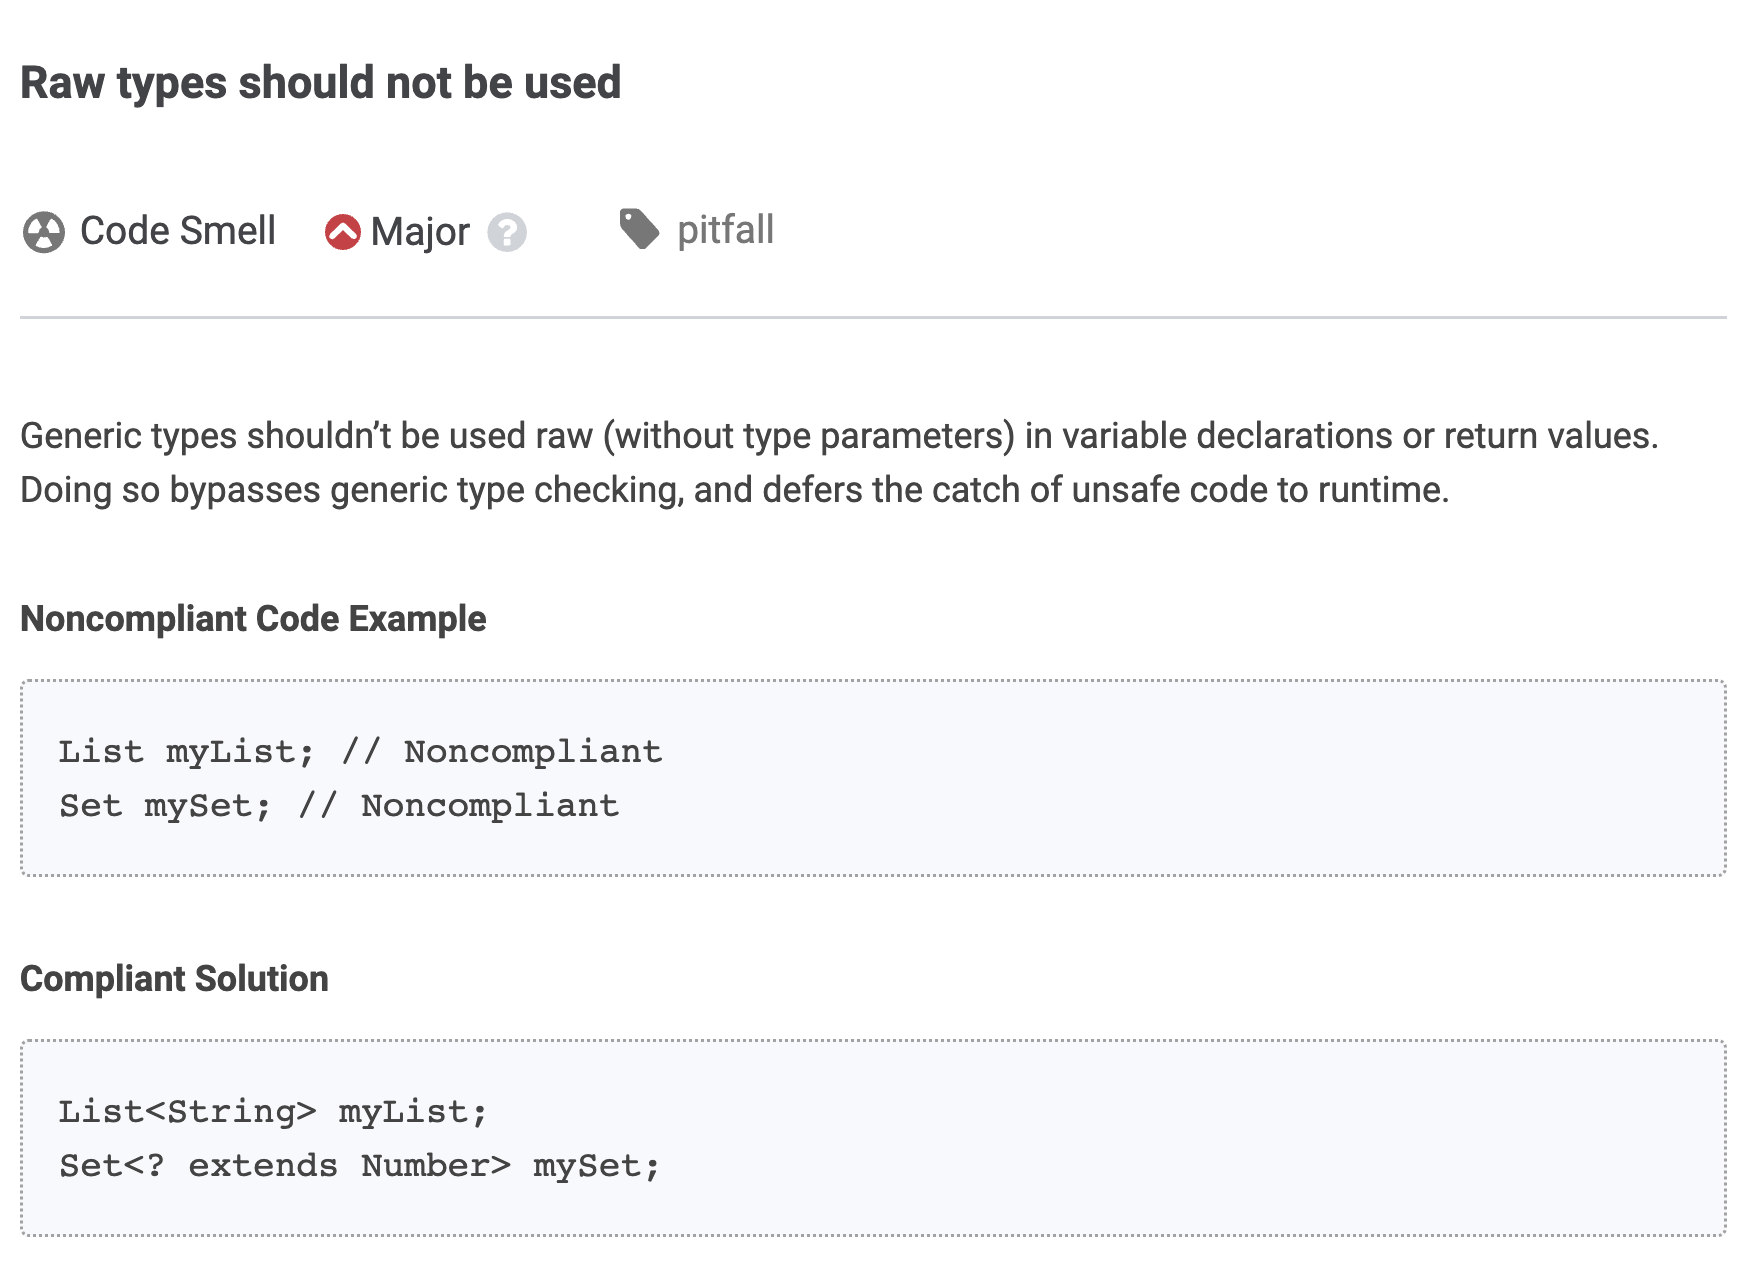 Raw types should not be used
Code Smell Major ? pitfall
Generic types shouldn’t be used raw (without type parameters) in variable declarations or return values.
Doing so bypasses generic type checking, and defers the catch of unsafe code to runtime.
Noncompliant Code Example
List myList; // Noncompliant
Set mySet; // Noncompliant
Compliant Solution
List<String> myList;
Set<? extends Number> mySet;